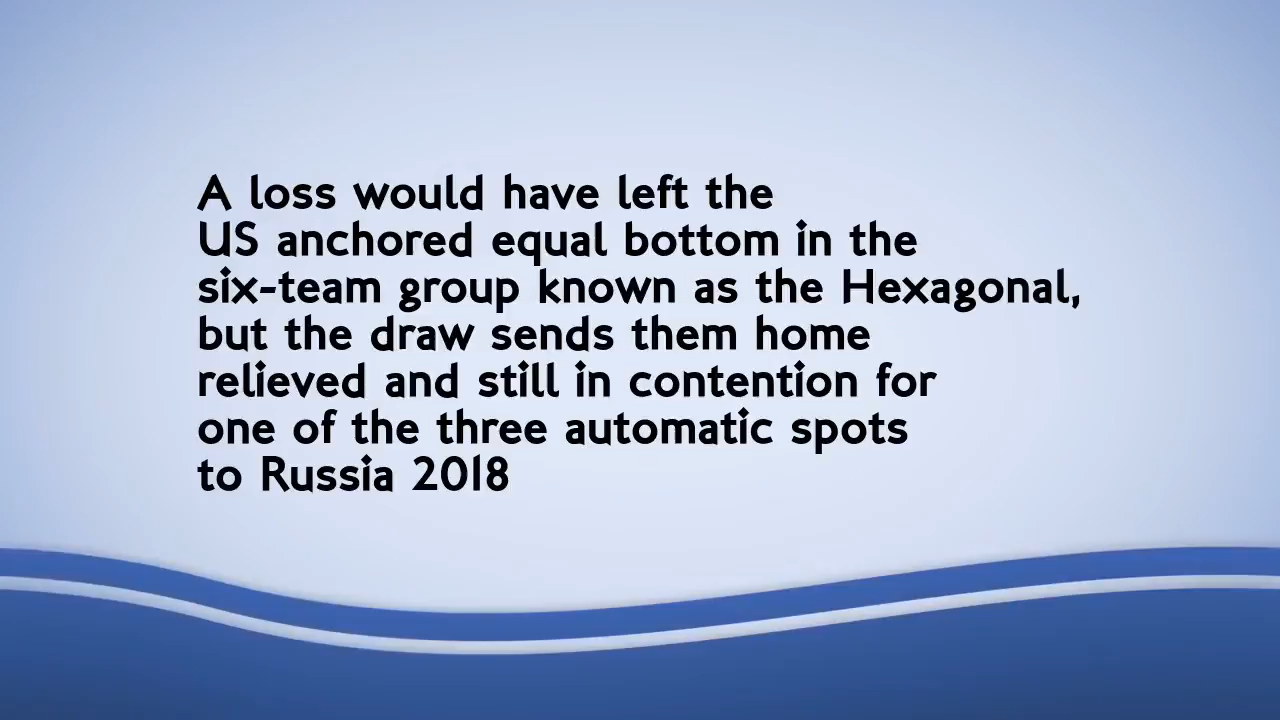 A loss would have left the
US anchored equal bottom in the
six-team group known as the Hexagonal,
but the draw sends them home
relieved and still in contention for
one of the three automatic spots
to Russia 2018